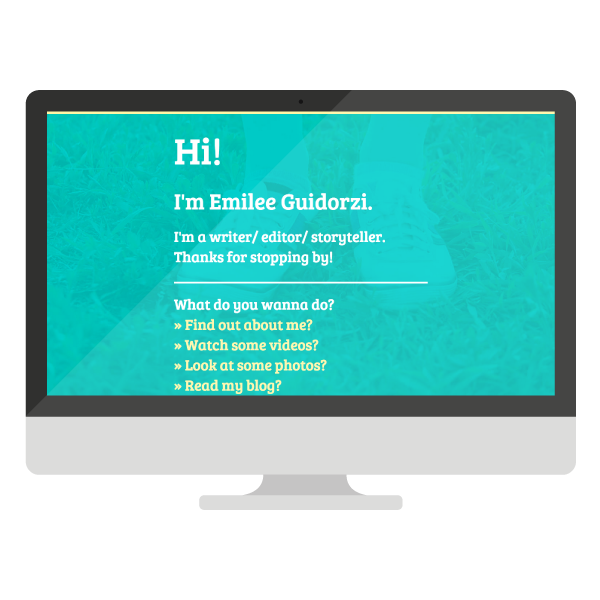 Hi!
I'm Emilee Guidorzi.
I'm a writer/ editor/ storyteller.
Thanks for stopping by!
What do you wanna do?
» Find out about me?
» Watch some videos?
» Look at some photos?
» Read my blog?